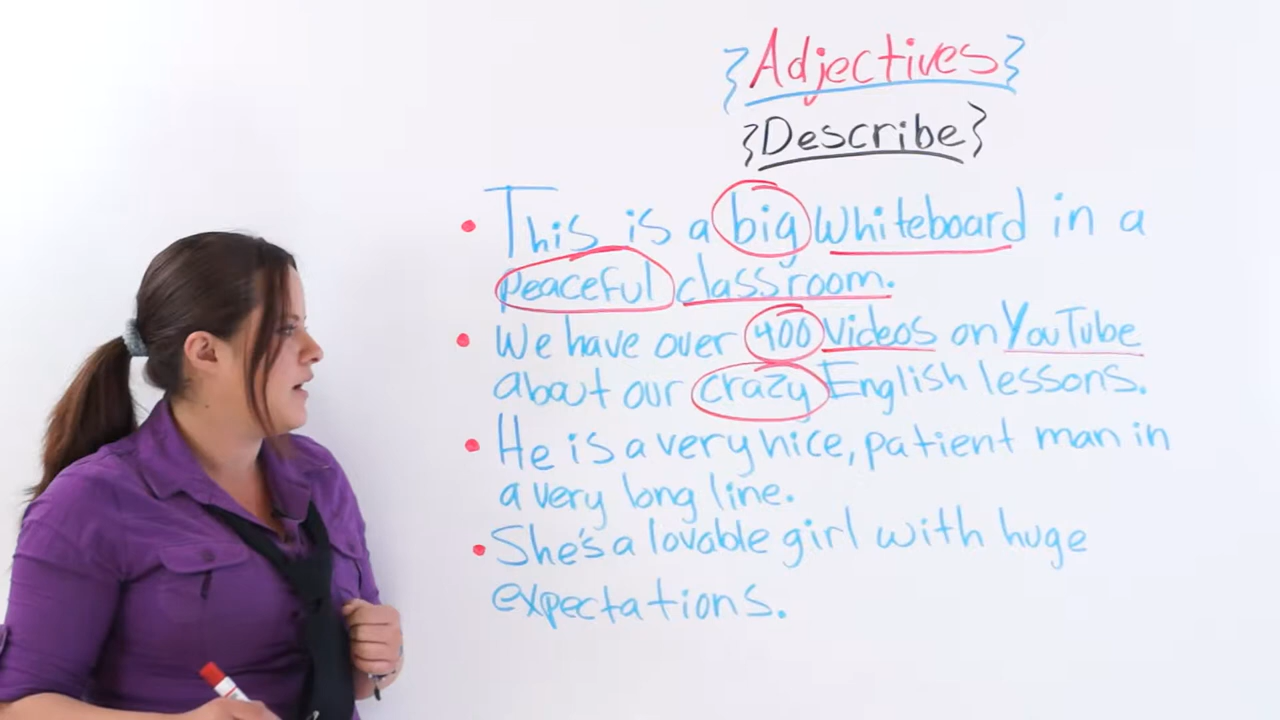 {Adjectives}
{Describe}
• This is a big whiteboard in a
peaceful classroom.
• We have over 400 videos on YouTube
about our crazy English lessons.
• He is a very nice, patient man in
a very long line.
• She's a lovable girl with huge
expectations.